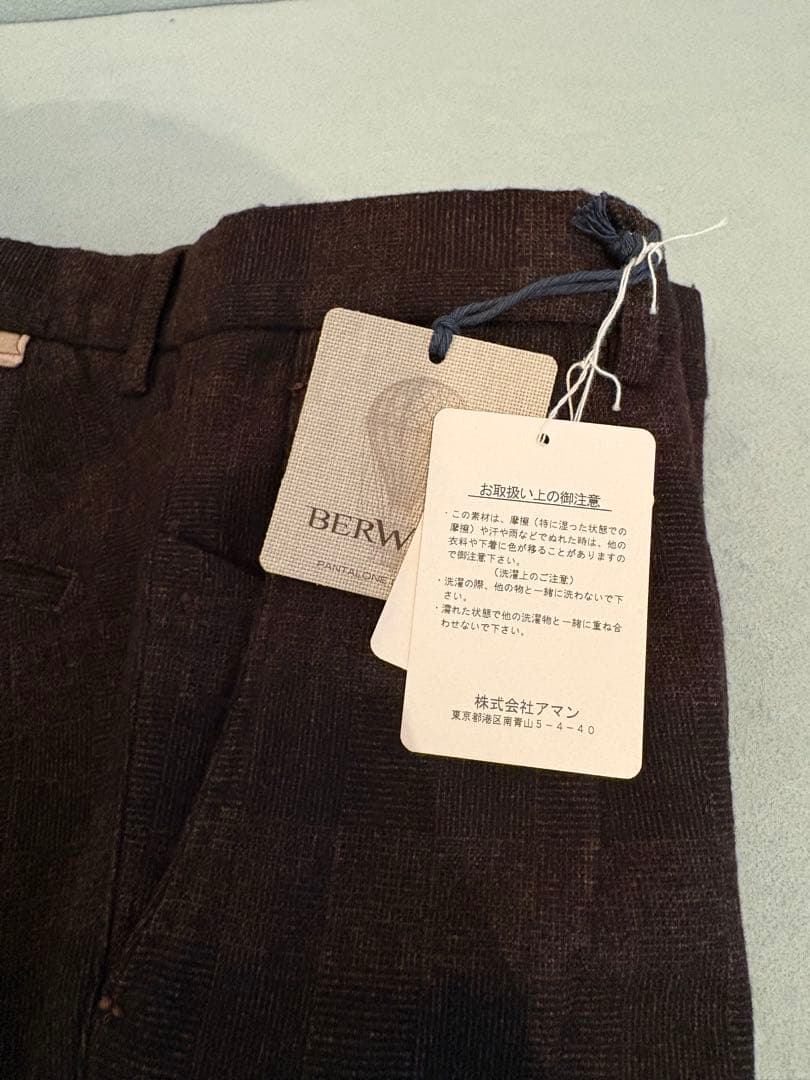 BERW
PANTALONE
お取扱い上の御注意
・この素材は、摩擦（特に湿った状態での
摩擦）や汗や雨などでぬれた時は、他の
衣料や下着に色が移ることがありますの
で御注意下さい。
（洗濯上のご注意）
・洗濯の際、他の物と一緒に洗わないで下
さい。
・濡れた状態で他の洗濯物と一緒に重ね合
わせないで下さい。
株式会社アマン
東京都港区南青山５－４－４０